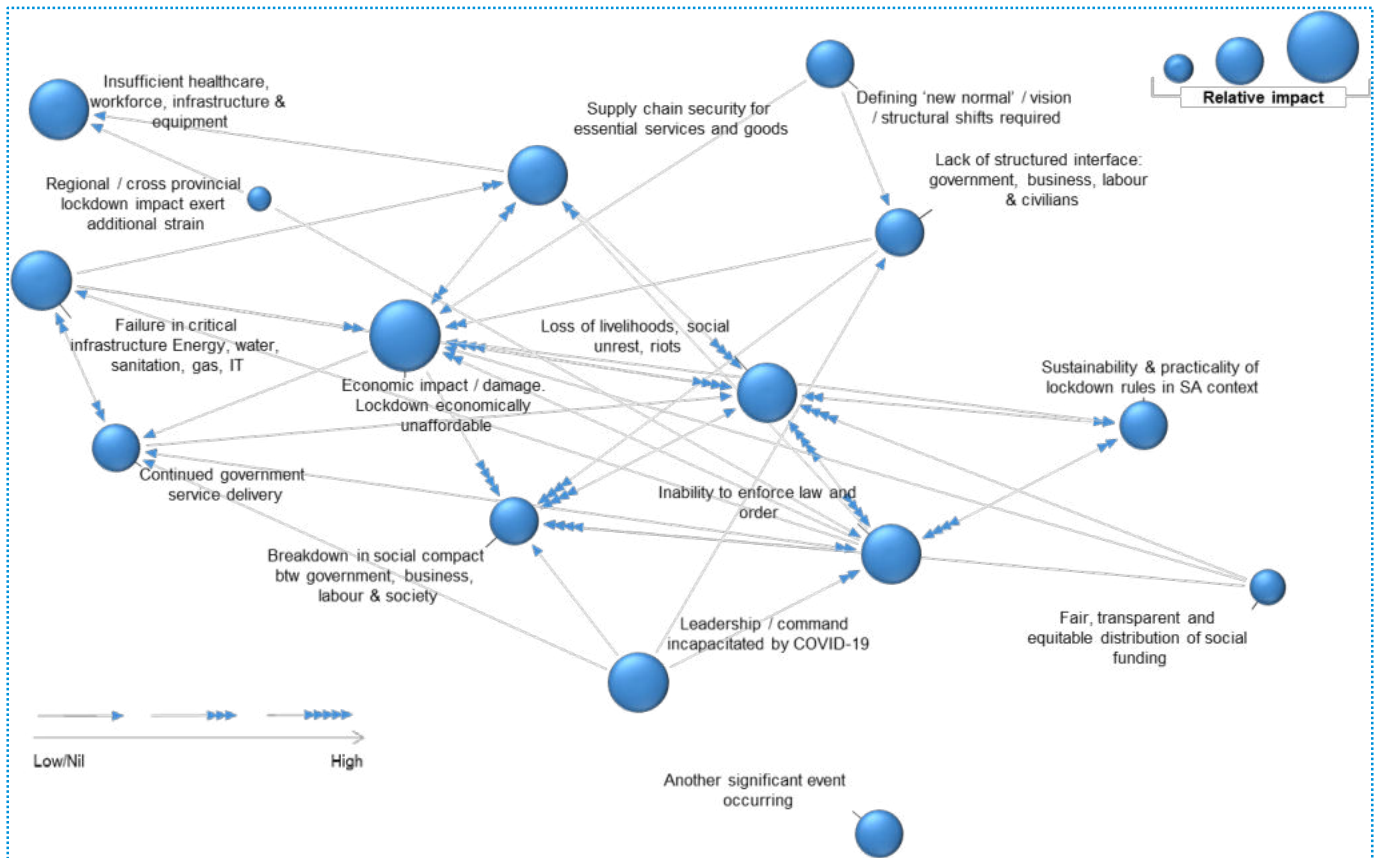 Insufficient healthcare,
workforce, infrastructure &
equipment
Supply chain security for
essential services and goods
Defining 'new normal' / vision
/ structural shifts required
Relative impact
Lack of structured interface:
government, business, labour
& civilians
Regional / cross provincial
lockdown impact exert
additional strain
Failure in critical
infrastructure Energy, water,
sanitation, gas, IT
Loss of livelihoods, social
unrest, riots
Economic impact / damage.
Lockdown economically
unaffordable
Sustainability & practicality of
lockdown rules in SA context
Continued government
service delivery
Inability to enforce law and
order
Breakdown in social compact
btw government, business,
labour & society
Leadership / command
incapacitated by COVID-19
Fair, transparent and
equitable distribution of social
funding
Low/Nil
High
Another significant event
occurring